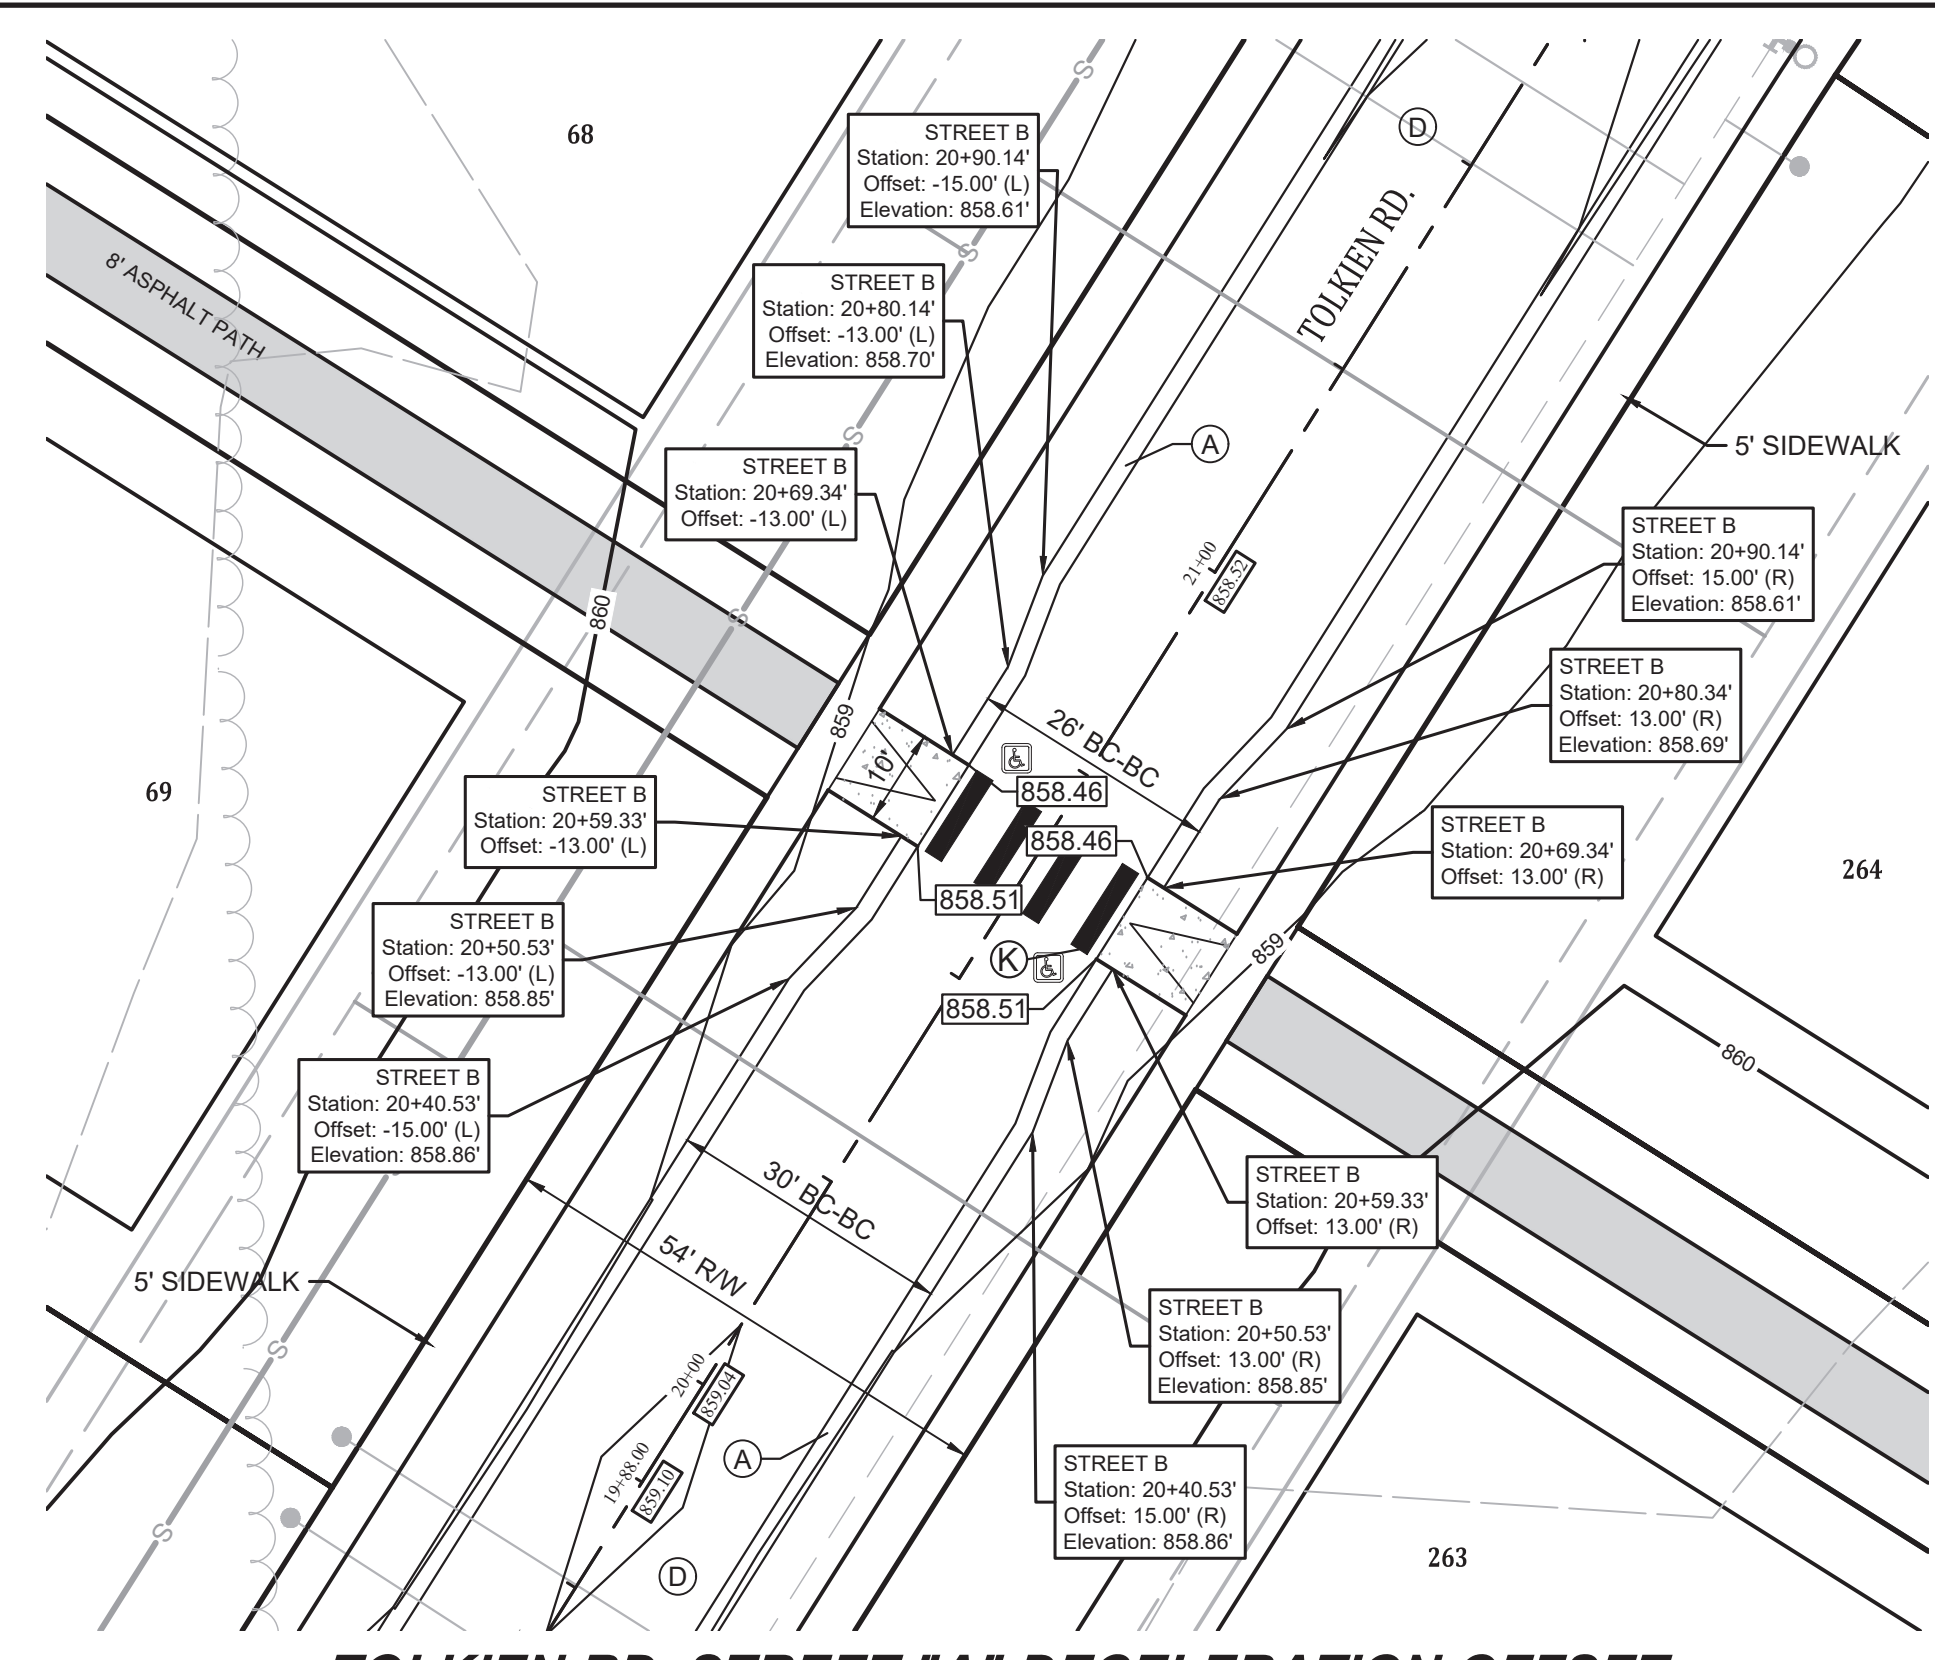 68
STREET B
Station: 20+90.14'
Offset: -15.00' (L)
Elevation: 858.61'
D
TOLKIEN RD.
8' ASPHALT PATH
S
S
S
S
S
S
STREET B
Station: 20+80.14'
Offset: -13.00' (L)
Elevation: 858.70'
A
5' SIDEWALK
STREET B
Station: 20+69.34'
Offset: -13.00' (L)
21+00
858.52
STREET B
Station: 20+90.14'
Offset: 15.00' (R)
Elevation: 858.61'
860
859
10'
26' BC-BC
STREET B
Station: 20+80.34'
Offset: 13.00' (R)
Elevation: 858.69'
69
STREET B
Station: 20+59.33'
Offset: -13.00' (L)
858.46
858.46
STREET B
Station: 20+69.34'
Offset: 13.00' (R)
264
858.51
STREET B
Station: 20+50.53'
Offset: -13.00' (L)
Elevation: 858.85'
K
859
858.51
860
STREET B
Station: 20+40.53'
Offset: -15.00' (L)
Elevation: 858.86'
30' BC-BC
54' R/W
STREET B
Station: 20+59.33'
Offset: 13.00' (R)
5' SIDEWALK
STREET B
Station: 20+50.53'
Offset: 13.00' (R)
Elevation: 858.85'
20+00
859.04
A
19+88.00
859.10
STREET B
Station: 20+40.53'
Offset: 15.00' (R)
Elevation: 858.86'
D
263
TOLKIEN RD. STREET "A" DECELERATION OFFSET